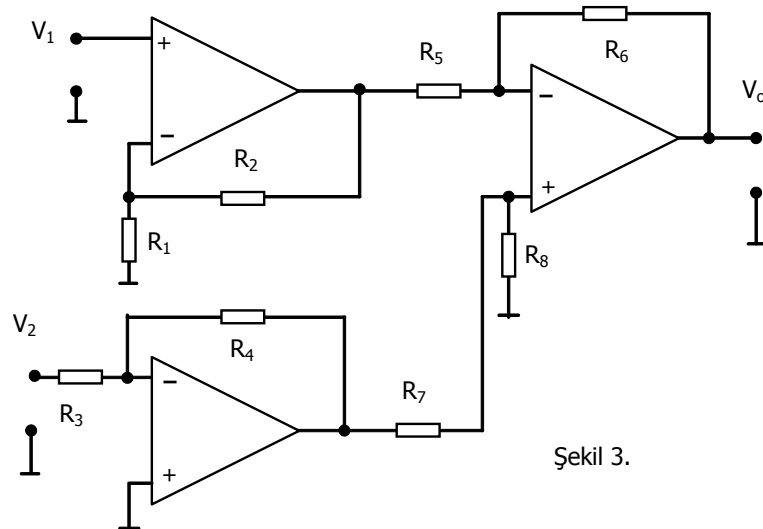 V₁
+
−
R₂
R₁
R₅
R₆
−
+
Vₒ
R₈
V₂
R₃
R₄
−
+
R₇
Şekil 3.